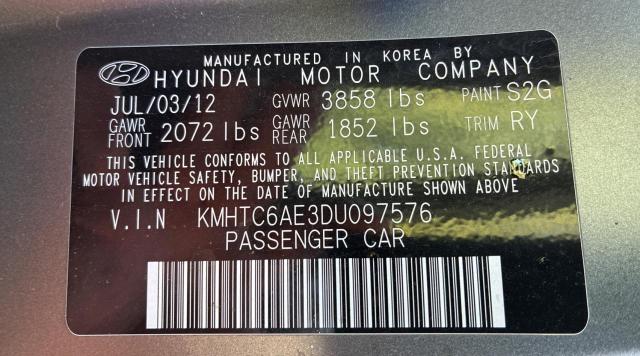 MANUFACTURED IN KOREA BY
HYUNDAI MOTOR COMPANY
JUL/03/12 GVWR 3858 lbs PAINT S2G
GAWR FRONT 2072 lbs GAWR REAR 1852 lbs TRIM RY
THIS VEHICLE CONFORMS TO ALL APPLICABLE U.S.A. FEDERAL
MOTOR VEHICLE SAFETY, BUMPER, AND THEFT PREVENTION STANDARDS
IN EFFECT ON THE DATE OF MANUFACTURE SHOWN ABOVE
V.I.N KMHTC6AE3DU097576
PASSENGER CAR